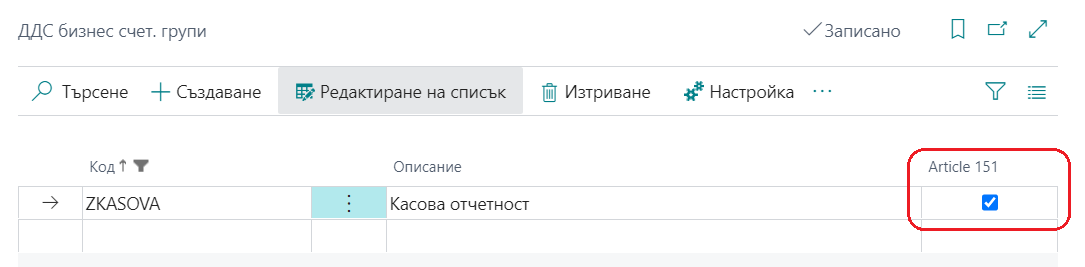 ДДС бизнес счет. групи
Записано
Търсене Създаване Редактиране на списък Изтриване Настройка ...
Код Описание Article 151
ZKASOVA Касова отчетност